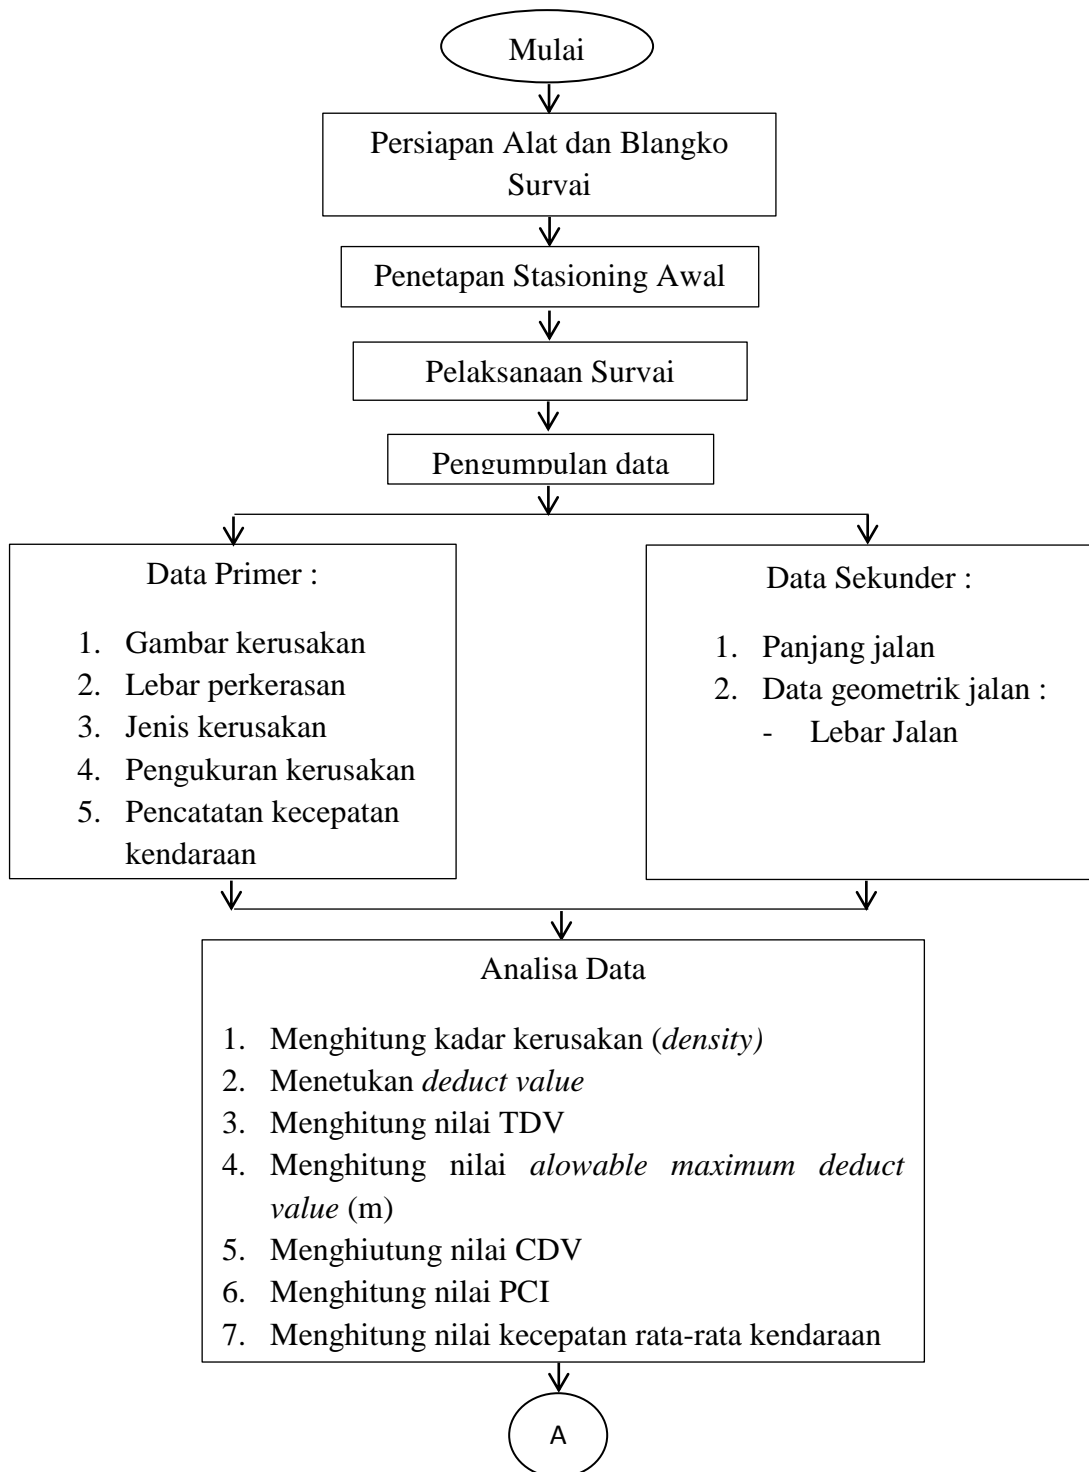 Mulai
Persiapan Alat dan Blangko
Survai
Penetapan Stasioning Awal
Pelaksanaan Survai
Pengumpulan data
Data Primer :
1. Gambar kerusakan
2. Lebar perkerasan
3. Jenis kerusakan
4. Pengukuran kerusakan
5. Pencatatan kecepatan
kendaraan
Data Sekunder :
1. Panjang jalan
2. Data geometrik jalan :
- Lebar Jalan
Analisa Data
1. Menghitung kadar kerusakan (density)
2. Menetukan deduct value
3. Menghitung nilai TDV
4. Menghitung nilai alowable maximum deduct
value (m)
5. Menghiutung nilai CDV
6. Menghitung nilai PCI
7. Menghitung nilai kecepatan rata-rata kendaraan
A